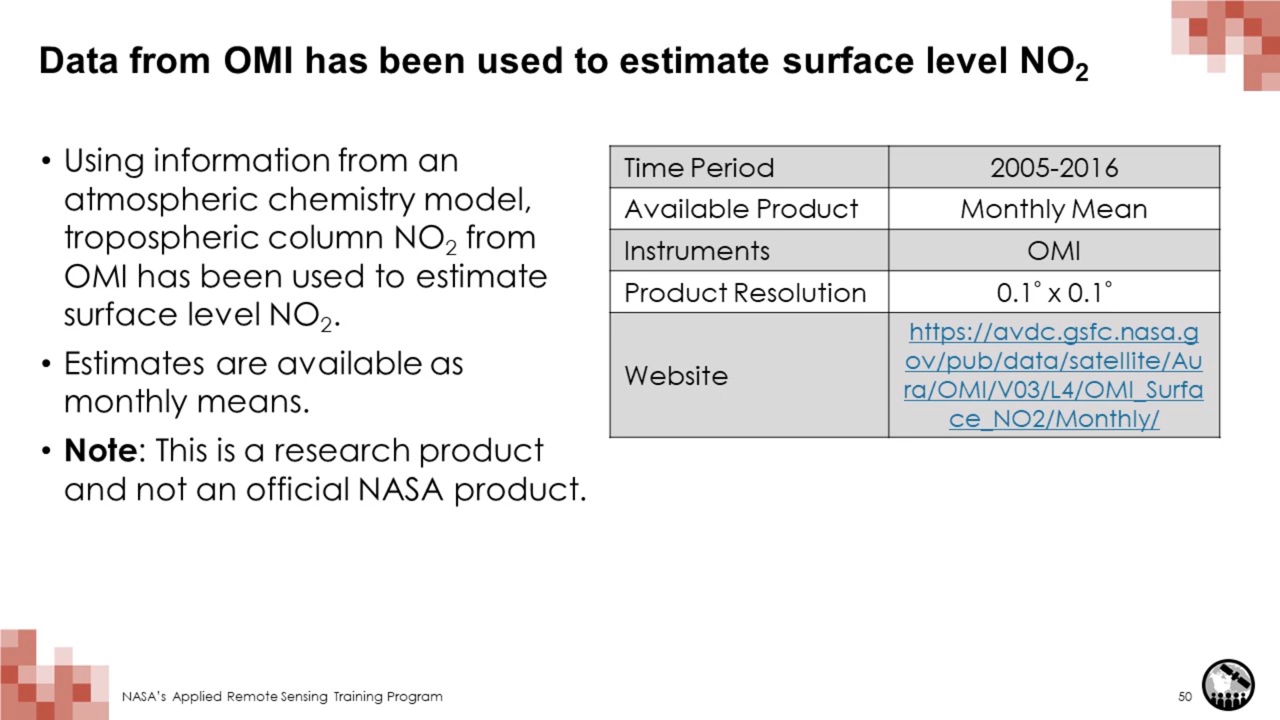 Data from OMI has been used to estimate surface level NO₂
• Using information from an
atmospheric chemistry model,
tropospheric column NO₂ from
OMI has been used to estimate
surface level NO₂.
• Estimates are available as
monthly means.
• Note: This is a research product
and not an official NASA product.
Time Period 2005-2016
Available Product Monthly Mean
Instruments OMI
Product Resolution 0.1˚ x 0.1˚
Website
https://avdc.gsfc.nasa.g
ov/pub/data/satellite/Au
ra/OMI/V03/L4/OMI_Surfa
ce_NO2/Monthly/
NASA's Applied Remote Sensing Training Program
50